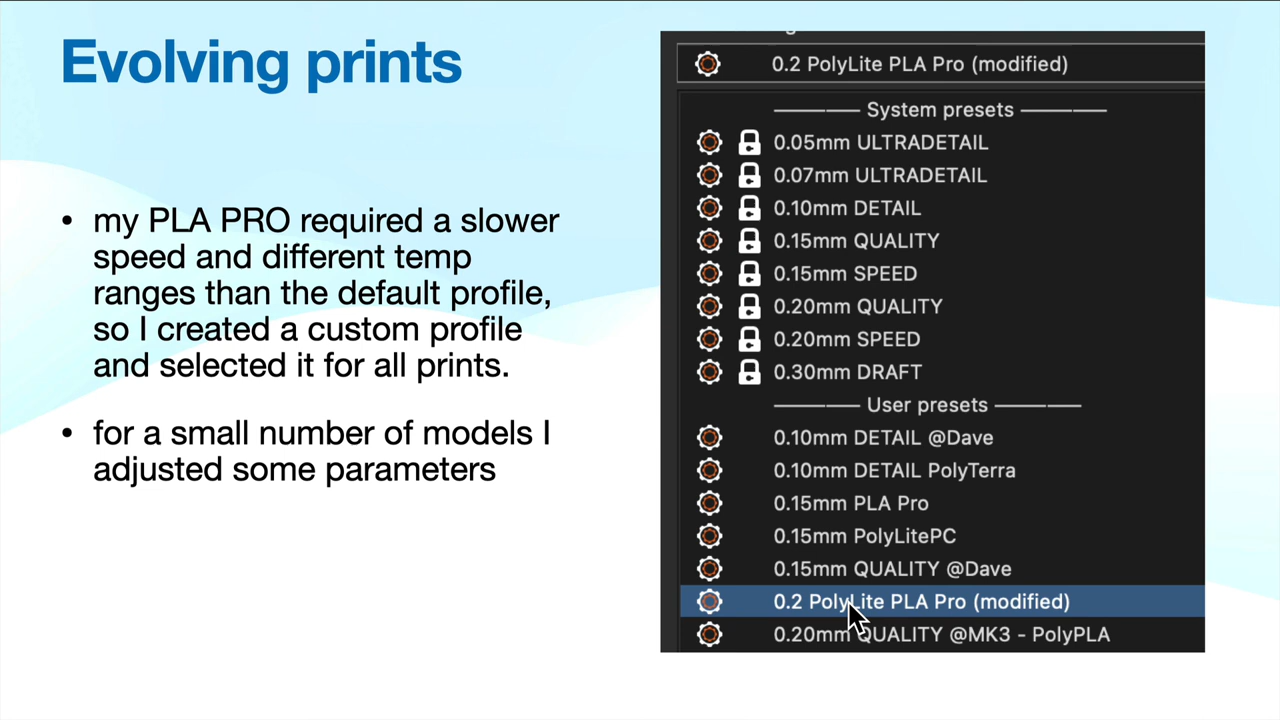 Evolving prints
• my PLA PRO required a slower
speed and different temp
ranges than the default profile,
so I created a custom profile
and selected it for all prints.
• for a small number of models I
adjusted some parameters
0.2 PolyLite PLA Pro (modified)
System presets
0.05mm ULTRADETAIL
0.07mm ULTRADETAIL
0.10mm DETAIL
0.15mm QUALITY
0.15mm SPEED
0.20mm QUALITY
0.20mm SPEED
0.30mm DRAFT
User presets
0.10mm DETAIL @Dave
0.10mm DETAIL PolyTerra
0.15mm PLA Pro
0.15mm PolyLitePC
0.15mm QUALITY @Dave
0.2 PolyLite PLA Pro (modified)
0.20mm QUALITY @MK3 - PolyPLA